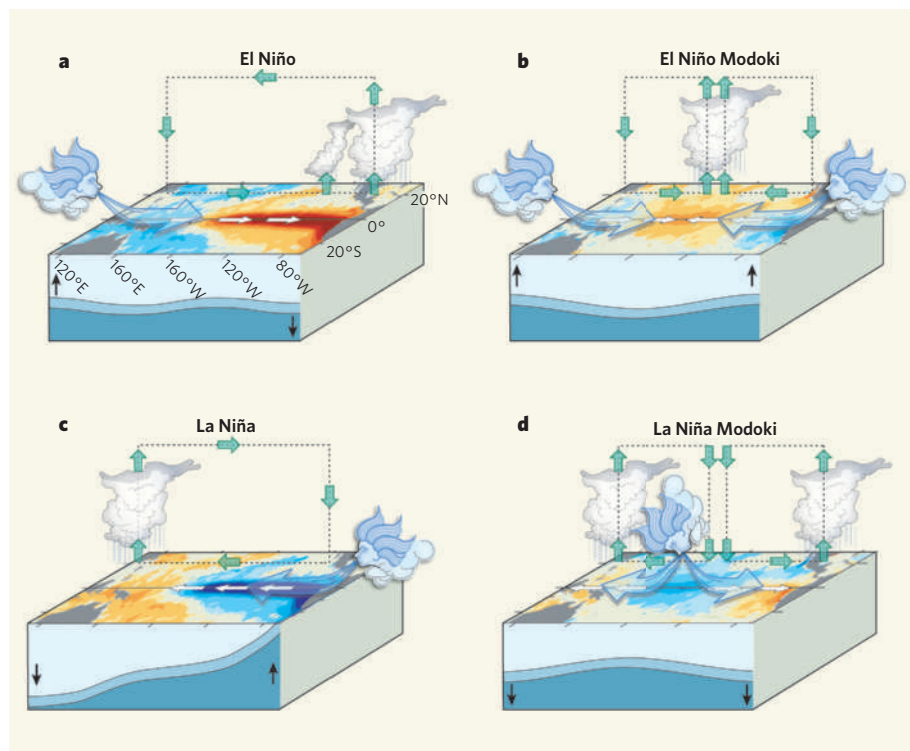 a
El Niño
b
El Niño Modoki
20°N
0°
20°S
120°E
160°E
160°W
120°W
80°W
c
La Niña
d
La Niña Modoki